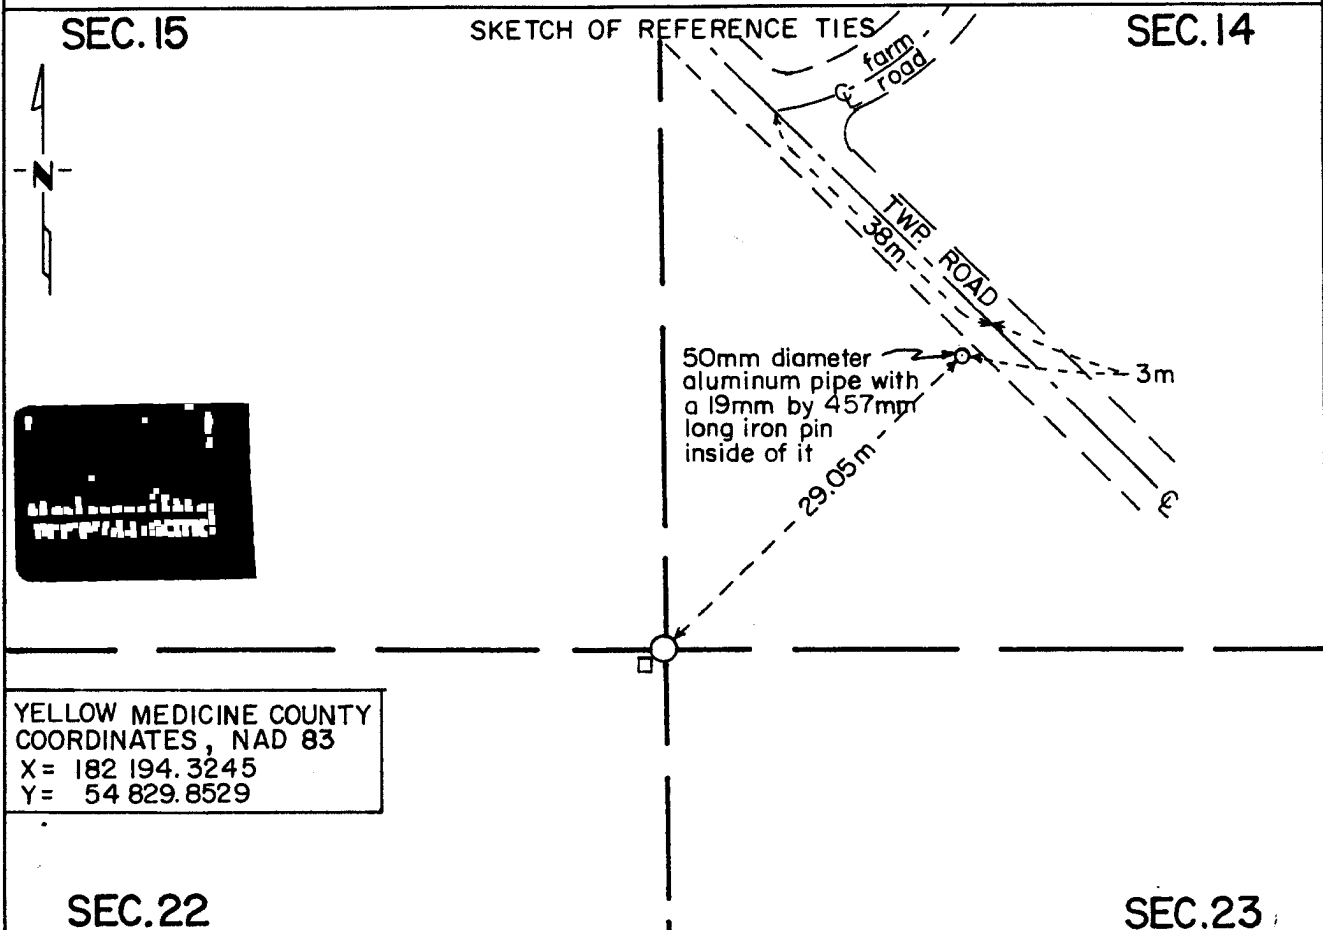 SEC. 15
SKETCH OF REFERENCE TIES
SEC. 14
farm
road
℄
N
TWP. ROAD
38m
50mm diameter
aluminum pipe with
a 19mm by 457mm
long iron pin
inside of it
3m
29.05m
℄
YELLOW MEDICINE COUNTY
COORDINATES, NAD 83
X= 182 194.3245
Y= 54 829.8529
SEC. 22
SEC. 23